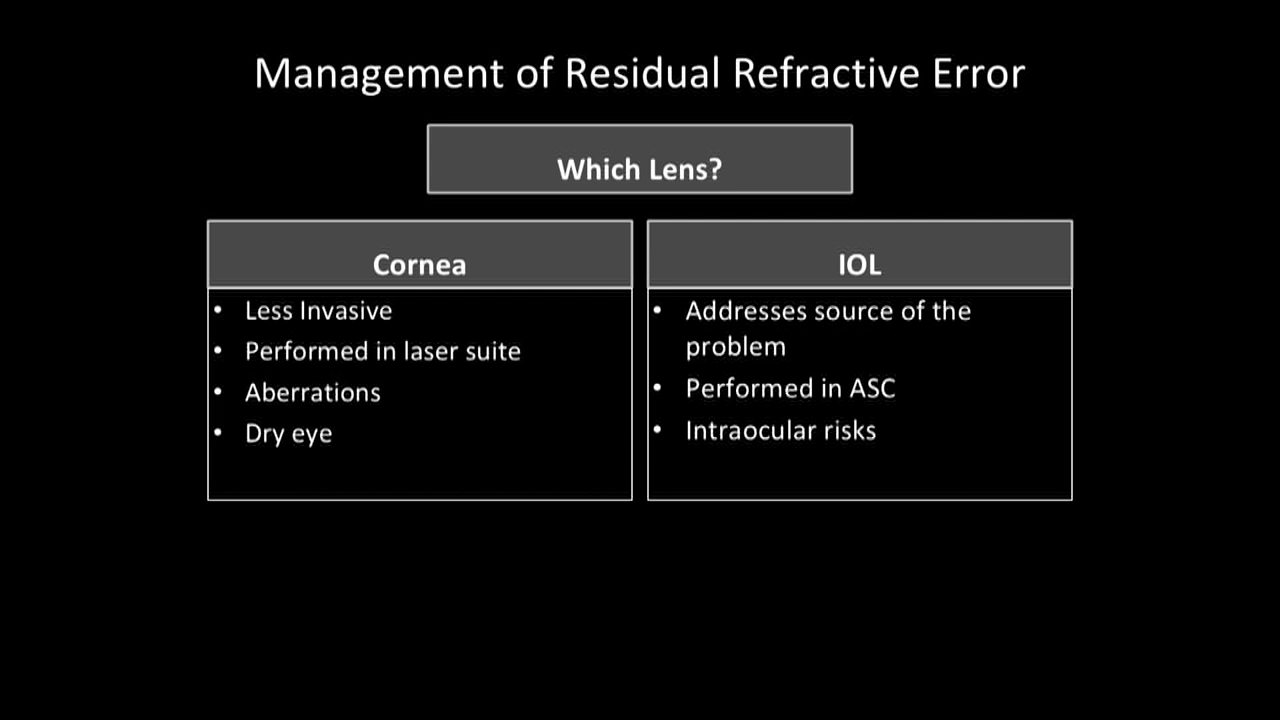 Management of Residual Refractive Error
Which Lens?
Cornea
• Less Invasive
• Performed in laser suite
• Aberrations
• Dry eye
IOL
• Addresses source of the
problem
• Performed in ASC
• Intraocular risks